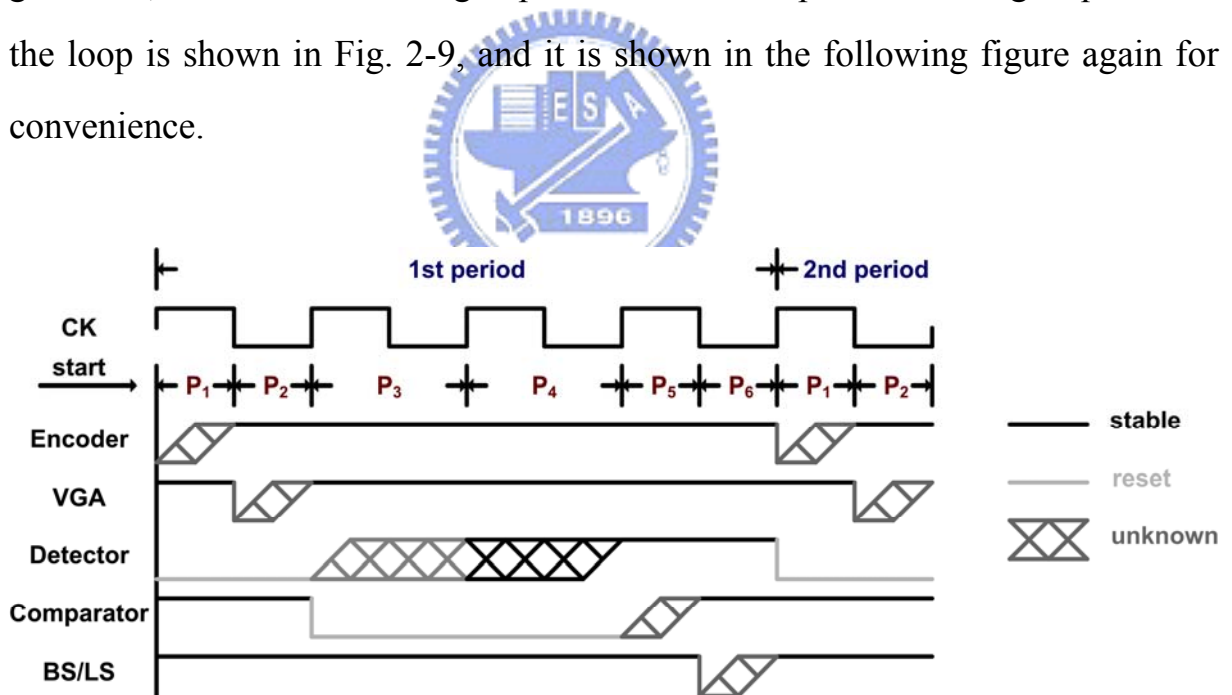 the loop is shown in Fig. 2-9, and it is shown in the following figure again for
convenience.
E S A
1896
1st period
2nd period
CK
start
P₁ P₂ P₃ P₄ P₅ P₆ P₁ P₂
Encoder
VGA
Detector
Comparator
BS/LS
stable
reset
unknown